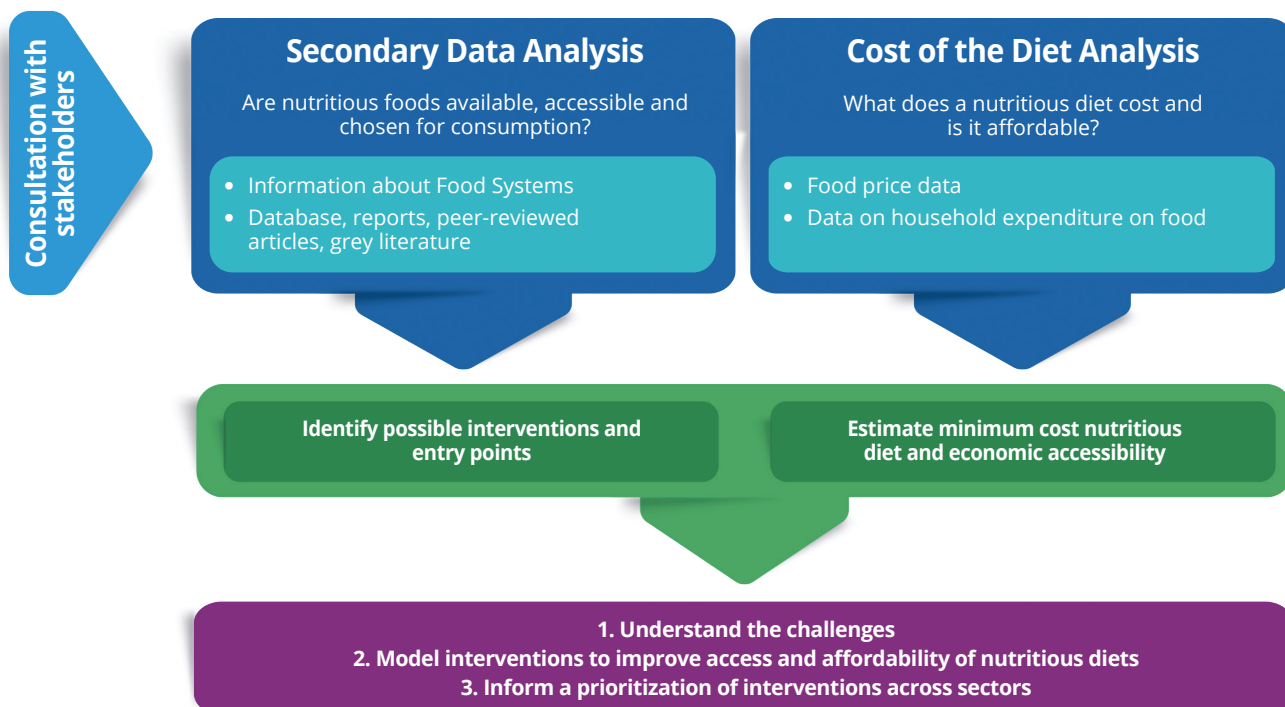 Consultation with
stakeholders
Secondary Data Analysis
Are nutritious foods available, accessible and
chosen for consumption?
• Information about Food Systems
• Database, reports, peer-reviewed
articles, grey literature
Cost of the Diet Analysis
What does a nutritious diet cost and
is it affordable?
• Food price data
• Data on household expenditure on food
Identify possible interventions and
entry points
Estimate minimum cost nutritious
diet and economic accessibility
1. Understand the challenges
2. Model interventions to improve access and affordability of nutritious diets
3. Inform a prioritization of interventions across sectors